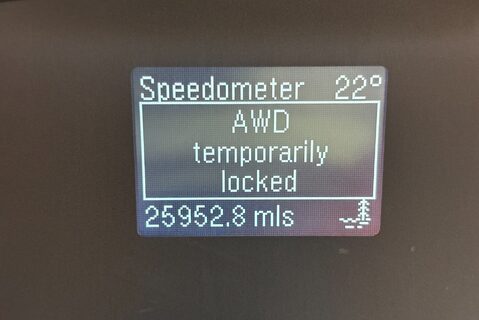 Speedometer 22°
AWD
temporarily
locked
25952.8 mls